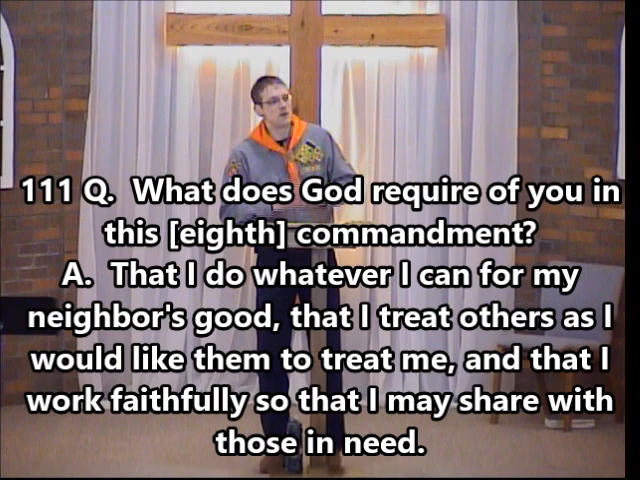 111 Q.  What does God require of you in
this [eighth] commandment?
A.  That I do whatever I can for my
neighbor's good, that I treat others as I
would like them to treat me, and that I
work faithfully so that I may share with
those in need.